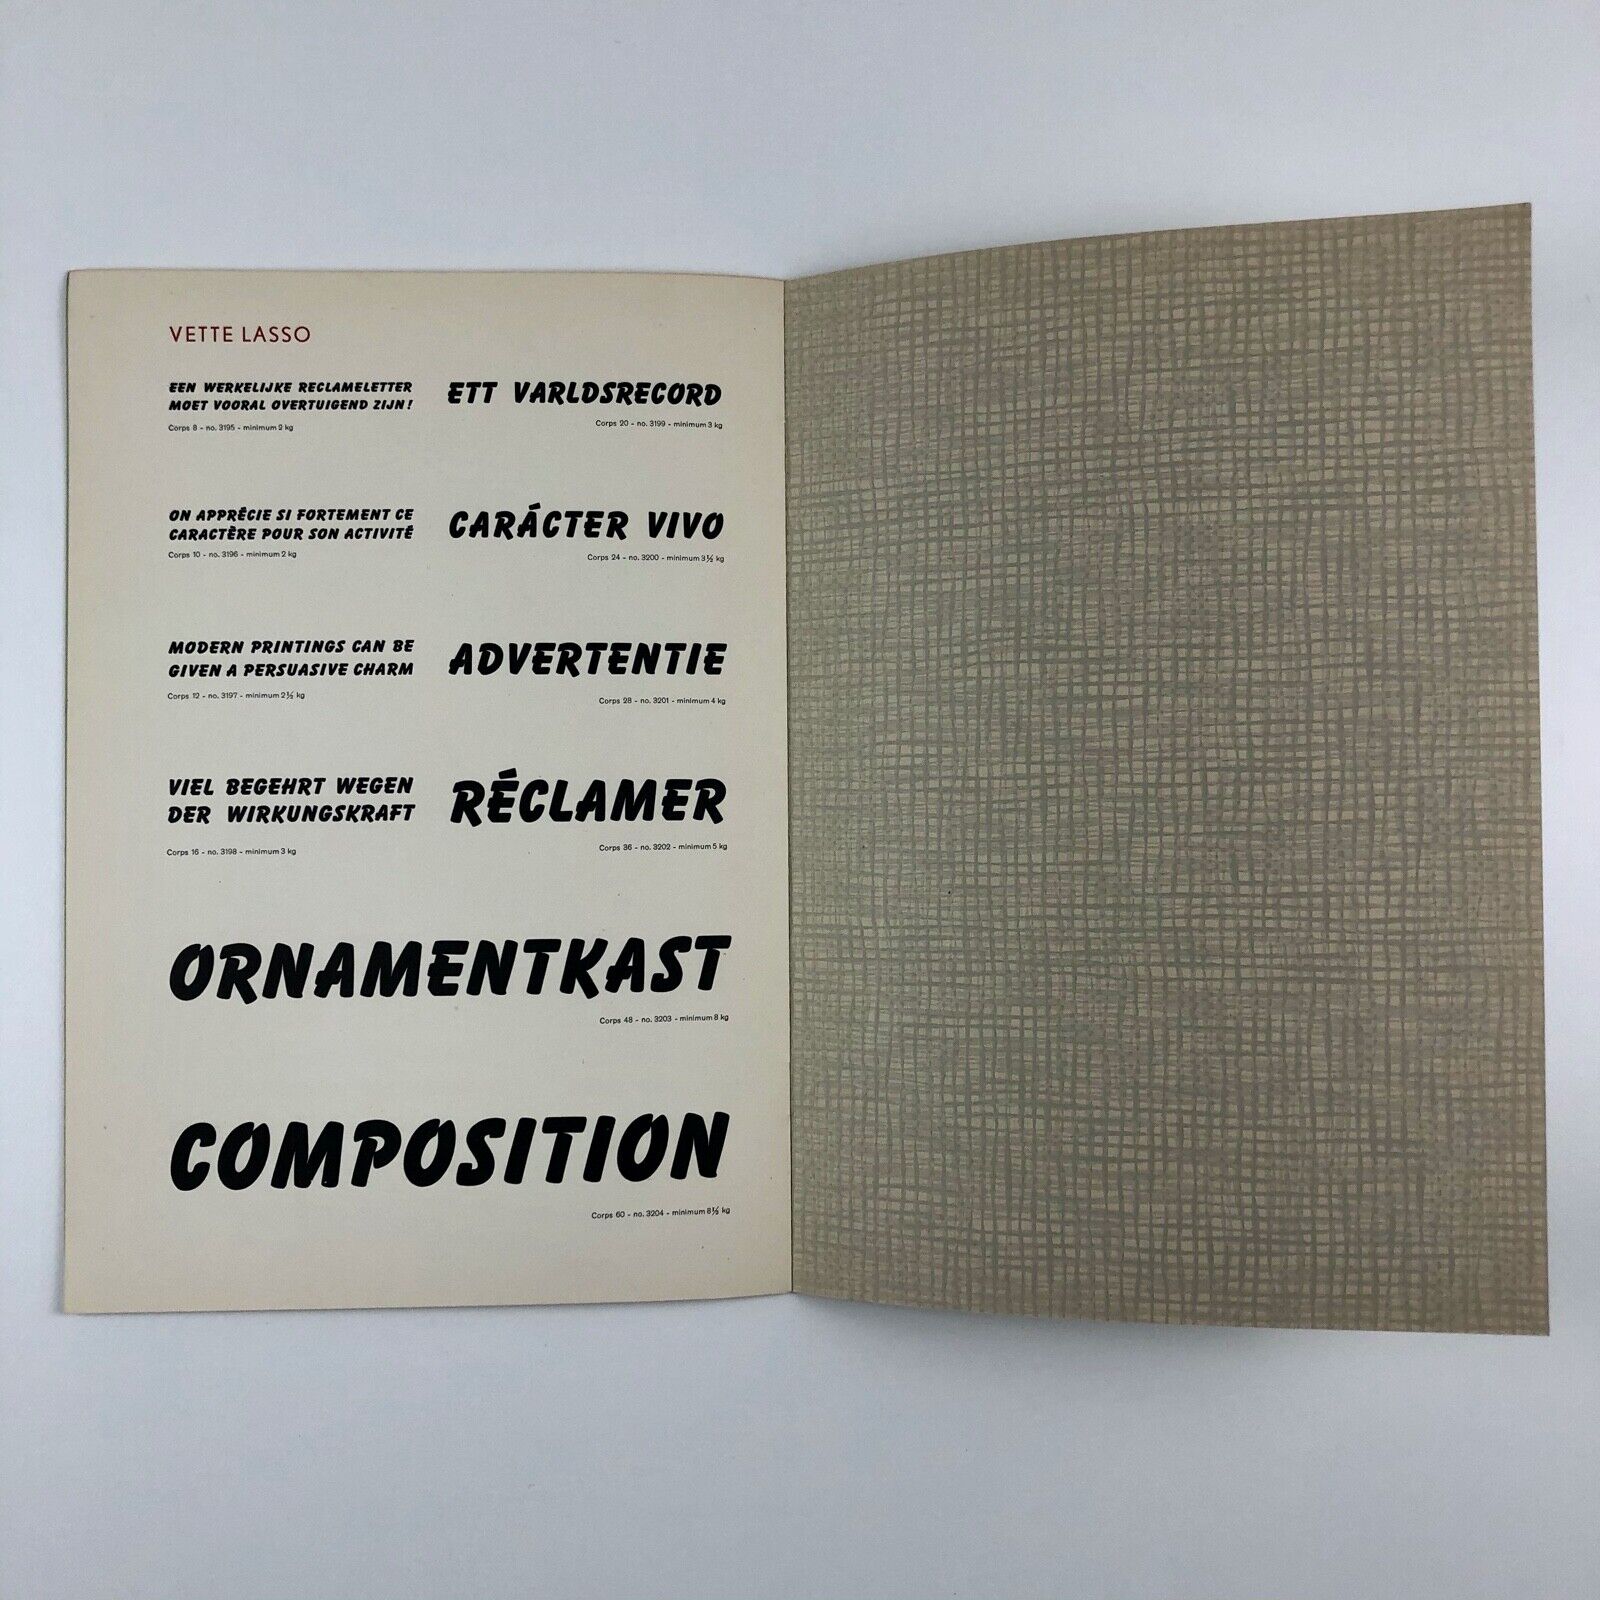 VETTE LASSO
EEN WERKELIJKE RECLAMELETTER
MOET VOORAL OVERTUIGEND ZIJN!
Corps 8 - no. 3195 - minimum 2 kg
ON APPRÉCIE SI FORTEMENT CE
CARACTÈRE POUR SON ACTIVITÉ
Corps 10 - no. 3196 - minimum 2 kg
MODERN PRINTINGS CAN BE
GIVEN A PERSUASIVE CHARM
Corps 12 - no. 3197 - minimum 2½ kg
VIEL BEGEHRT WEGEN
DER WIRKUNGSKRAFT
Corps 16 - no. 3198 - minimum 3 kg
ETT VARLDSRECORD
Corps 20 - no. 3199 - minimum 3 kg
CARÁCTER VIVO
Corps 24 - no. 3200 - minimum 3½ kg
ADVERTENTIE
Corps 28 - no. 3201 - minimum 4 kg
RÉCLAMER
Corps 36 - no. 3202 - minimum 5 kg
ORNAMENTKAST
Corps 48 - no. 3203 - minimum 8 kg
COMPOSITION
Corps 60 - no. 3204 - minimum 8½ kg